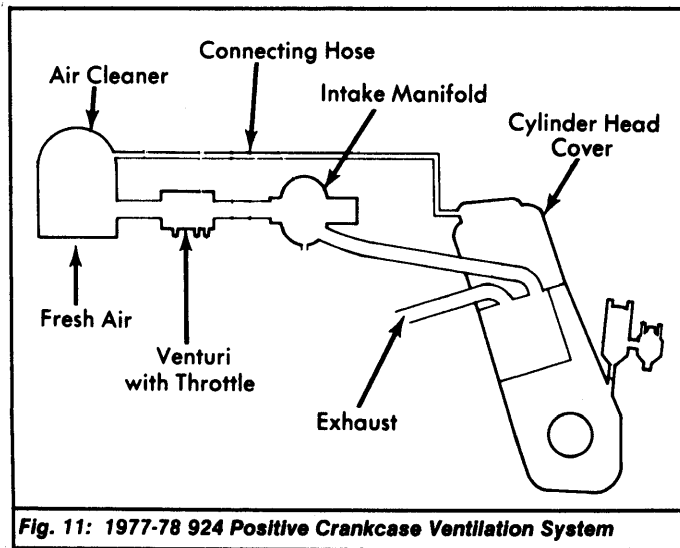 Connecting Hose
Air Cleaner
Intake Manifold
Cylinder Head
Cover
Fresh Air
Venturi
with Throttle
Exhaust
Fig. 11: 1977-78 924 Positive Crankcase Ventilation System